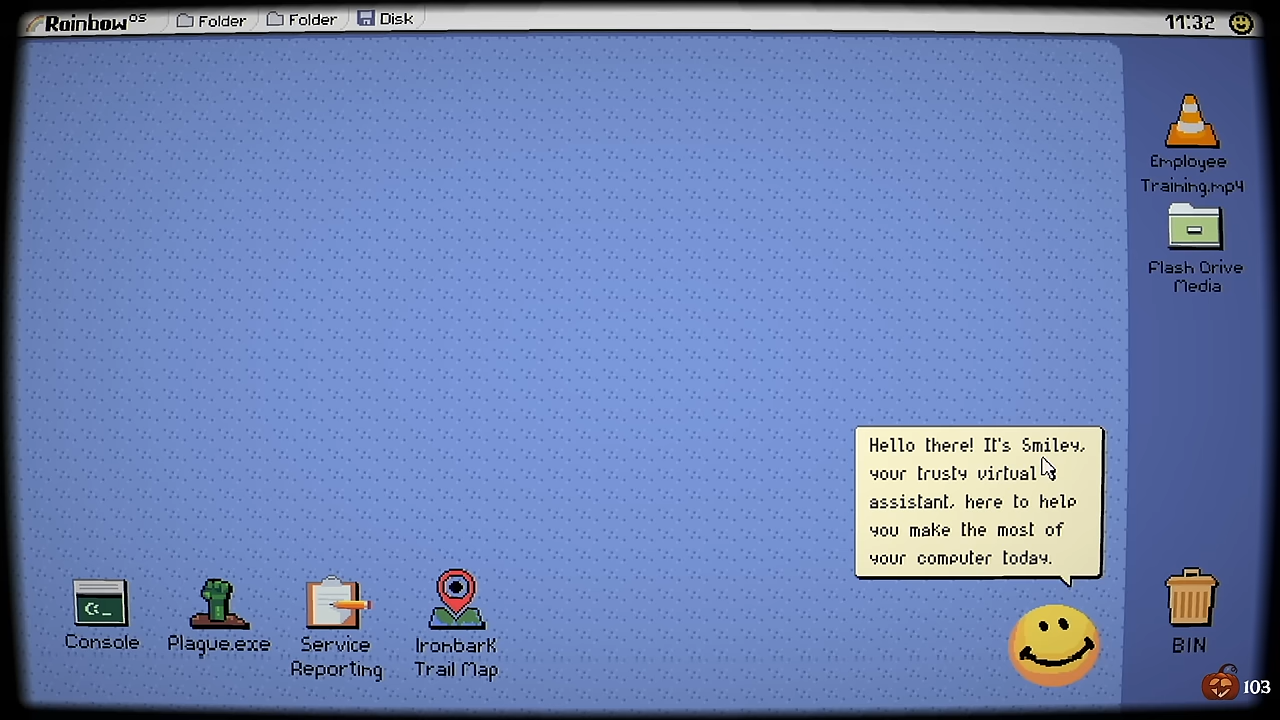 RainbowOS Folder Folder Disk 11:32
Employee
Training.mp4
Flash Drive
Media
Hello there! It's Smiley,
your trusty virtual
assistant, here to help
you make the most of
your computer today.
Console
Plague.exe
Service
Reporting
Ironbark
Trail Map
BIN
103